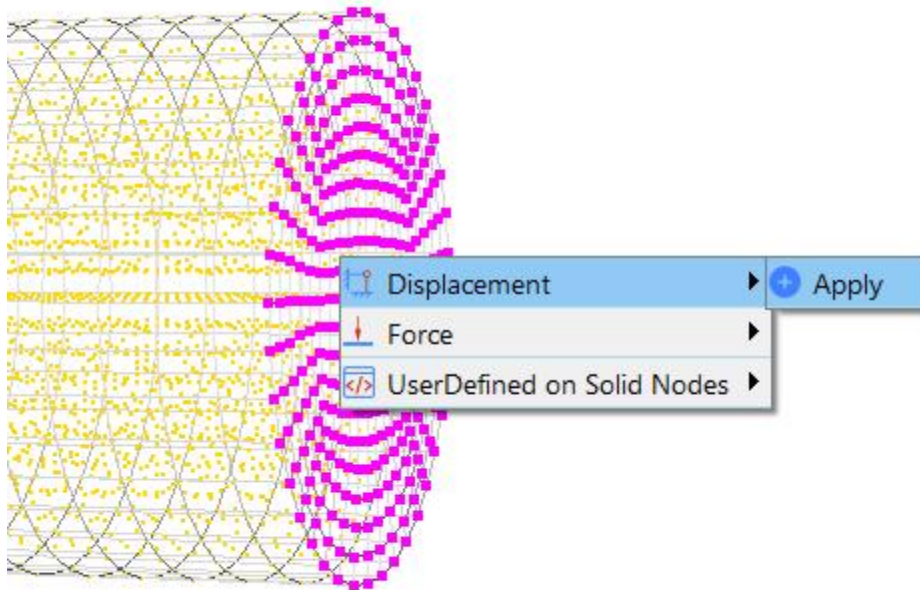 Displacement
Apply
Force
</> UserDefined on Solid Nodes